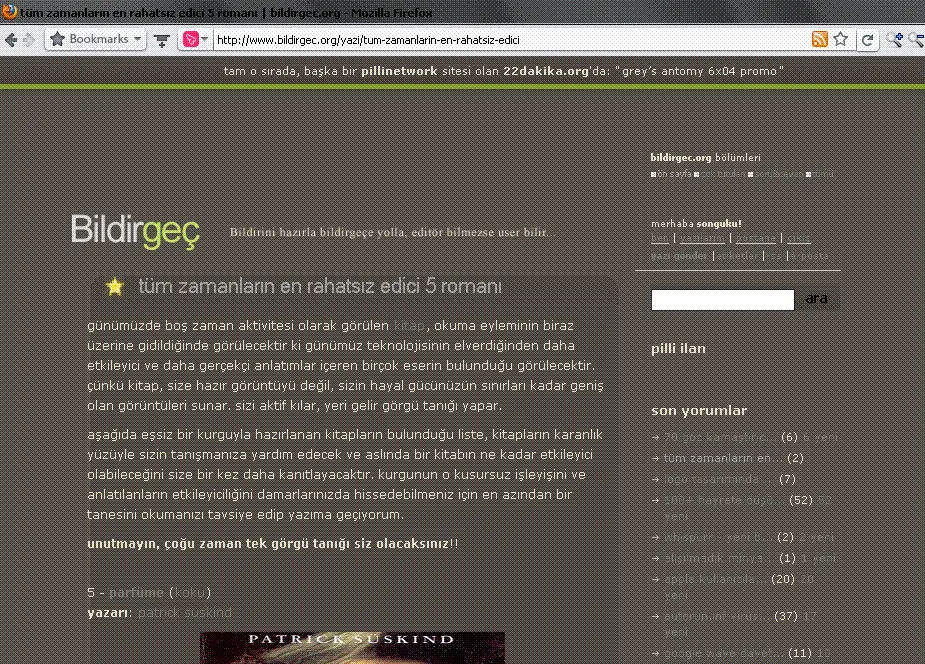 tüm zamanların en rahatsız edici 5 romanı | bildirgec.org - Mozilla Firefox
Bookmarks
http://www.bildirgec.org/yazi/tum-zamanlarin-en-rahatsiz-edici
tam o sırada, başka bir pillinetwork sitesi olan 22dakika.org'da: "grey's antomy 6x04 promo"
bildirgec.org bölümleri
ön sayfa
merhaba songuku!
ben | yazılarım | postane | çıkış
yazı gönder | etiketler | rss | e-posta
ara
Bildirgeç
Bildirini hazırla bildirgeçe yolla, editör bilmezse user bilir...
tüm zamanların en rahatsız edici 5 romanı
günümüzde boş zaman aktivitesi olarak görülen kitap, okuma eyleminin biraz
üzerine gidildiğinde görülecektir ki günümüz teknolojisinin elverdiğinden daha
etkileyici ve daha gerçekçi anlatımlar içeren birçok eserin bulunduğu görülecektir.
çünkü kitap, size hazır görüntüyü değil, sizin hayal gücünüzün sınırları kadar geniş
olan görüntüleri sunar. sizi aktif kılar, yeri gelir görgü tanığı yapar.
aşağıda eşsiz bir kurguyla hazırlanan kitapların bulunduğu liste, kitapların karanlık
yüzüyle sizin tanışmanıza yardım edecek ve aslında bir kitabın ne kadar etkileyici
olabileceğini size bir kez daha kanıtlayacaktır. kurgunun o kusursuz işleyişini ve
anlatılanların etkileyiciliğini damarlarınızda hissedebilmeniz için en azından bir
tanesini okumanızı tavsiye edip yazıma geçiyorum.
unutmayın, çoğu zaman tek görgü tanığı siz olacaksınız!!
5 - parfüme (koku)
yazarı: patrick süskind
PATRICK SÜSKIND
pilli ilan
son yorumlar
→ 70 göz kamaştırıc... (6) 6 yeni
→ tüm zamanların en... (2)
→ logo tasarımında ... (7)
→ 100+ hayrete düşü... (52) 52
yeni
→ whispurr - yeni b... (2) 2 yeni
→ alışılmadık minya... (1) 1 yeni
→ apple kullanıcıla... (20) 20
yeni
→ autorun.inf virüs... (37) 17
yeni
→ google wave davet... (11) 10